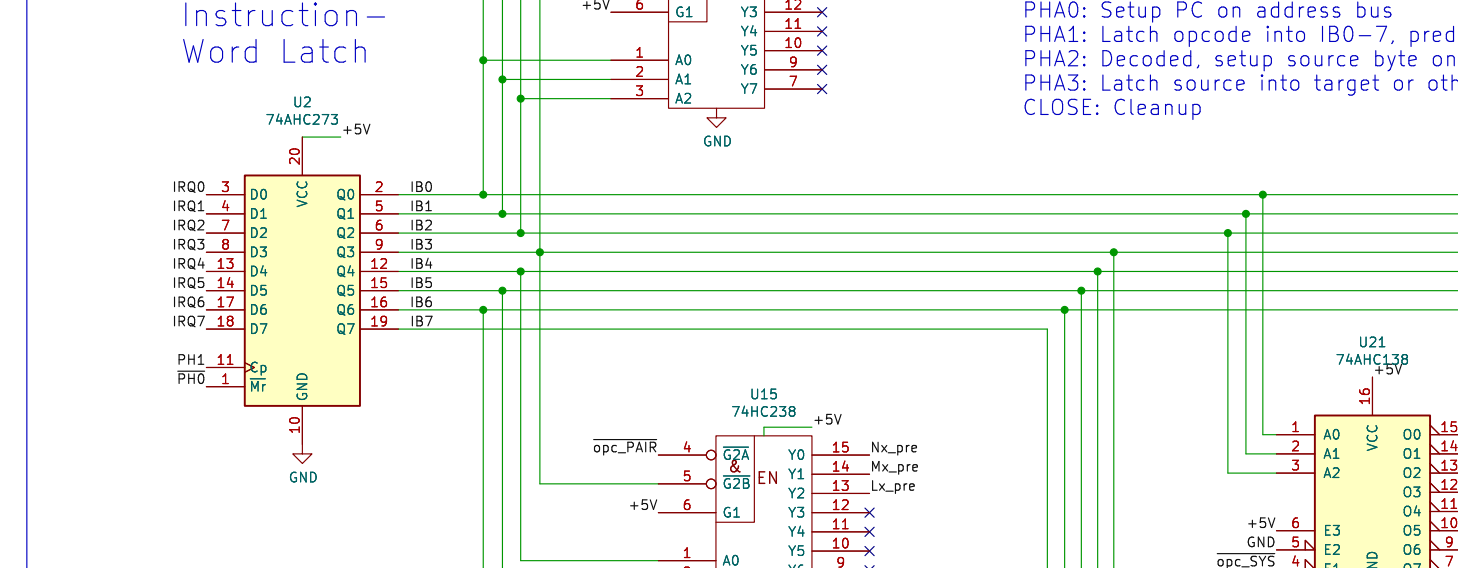 Instruction-
Word Latch
+5V 6 G1
Y3 12
Y4 11
Y5 10
Y6 9
Y7 7
1 A0
2 A1
3 A2
GND
PHA0: Setup PC on address bus
PHA1: Latch opcode into IB0-7, pred
PHA2: Decoded, setup source byte on
PHA3: Latch source into target or oth
CLOSE: Cleanup
U2
74AHC273
+5V
20
VCC
IRQ0 3 D0 Q0 2 IB0
IRQ1 4 D1 Q1 5 IB1
IRQ2 7 D2 Q2 6 IB2
IRQ3 8 D3 Q3 9 IB3
IRQ4 13 D4 Q4 12 IB4
IRQ5 14 D5 Q5 15 IB5
IRQ6 17 D6 Q6 16 IB6
IRQ7 18 D7 Q7 19 IB7
PH1 11 Cp
PH0 1 Mr
GND
10
GND
U15
74HC238
+5V
opc_PAIR 4 G2A
&
5 G2B
EN
+5V 6 G1
1 A0
Y0 15 Nx_pre
Y1 14 Mx_pre
Y2 13 Lx_pre
Y3 12
Y4 11
Y5 10
9
U21
74AHC138
+5V
16
VCC
1 A0 O0 15
2 A1 O1 14
3 A2 O2 13
O3 12
O4 11
+5V 6 E3 O5 10
GND 5 E2 O6 9
opc_SYS 4 E1 O7 7
ND